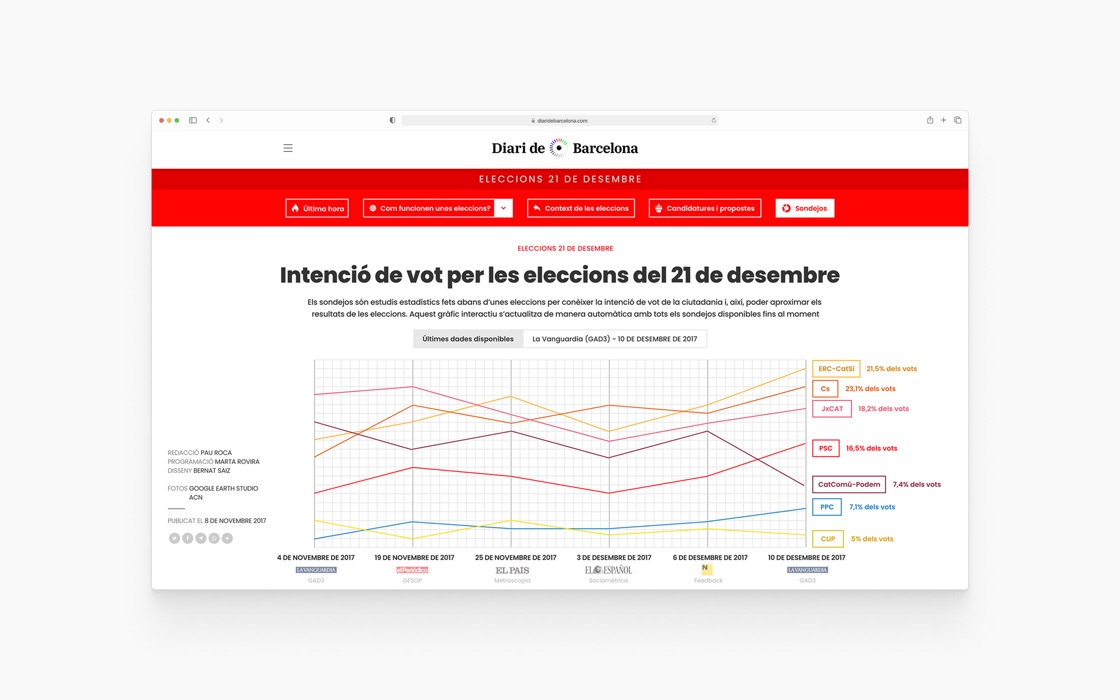 diaridebarcelona.com
Diari de Barcelona
ELECCIONS 21 DE DESEMBRE
Última hora
Com funcionen unes eleccions?
Context de les eleccions
Candidatures i propostes
Sondejos
ELECCIONS 21 DE DESEMBRE
Intenció de vot per les eleccions del 21 de desembre
Els sondejos són estudis estadístics fets abans d'unes eleccions per conèixer la intenció de vot de la ciutadania i, així, poder aproximar els
resultats de les eleccions. Aquest gràfic interactiu s'actualitza de manera automàtica amb tots els sondejos disponibles fins al moment
Últimes dades disponibles
La Vanguardia (GAD3) - 10 DE DESEMBRE DE 2017
ERC-CatSí 21,5% dels vots
Cs 23,1% dels vots
JxCAT 18,2% dels vots
PSC 16,5% dels vots
CatComú-Podem 7,4% dels vots
PPC 7,1% dels vots
CUP 5% dels vots
REDACCIÓ PAU ROCA
PROGRAMACIÓ MARTA ROVIRA
DISSENY BERNAT SAIZ
FOTOS GOOGLE EARTH STUDIO
ACN
PUBLICAT EL 8 DE NOVEMBRE 2017
4 DE NOVEMBRE DE 2017
19 DE NOVEMBRE DE 2017
25 DE NOVEMBRE DE 2017
3 DE DESEMBRE DE 2017
6 DE DESEMBRE DE 2017
10 DE DESEMBRE DE 2017
LA VANGUARDIA
elPeriódico
EL PAÍS
EL ESPAÑOL
N
LA VANGUARDIA
GAD3
GESOP
Metroscopia
Sociométrica
Feedback
GAD3